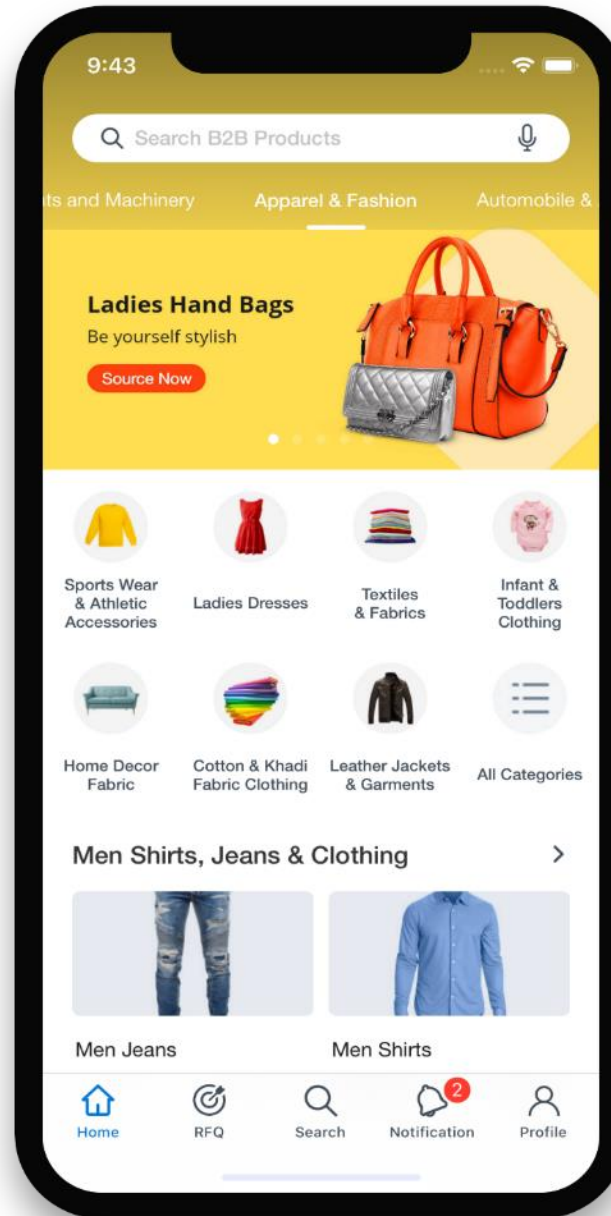 9:43
Search B2B Products
ts and Machinery Apparel & Fashion Automobile &
Ladies Hand Bags
Be yourself stylish
Source Now
Sports Wear
& Athletic
Accessories
Ladies Dresses
Textiles
& Fabrics
Infant &
Toddlers
Clothing
Home Decor
Fabric
Cotton & Khadi
Fabric Clothing
Leather Jackets
& Garments
All Categories
Men Shirts, Jeans & Clothing
Men Jeans
Men Shirts
2
Home RFQ Search Notification Profile